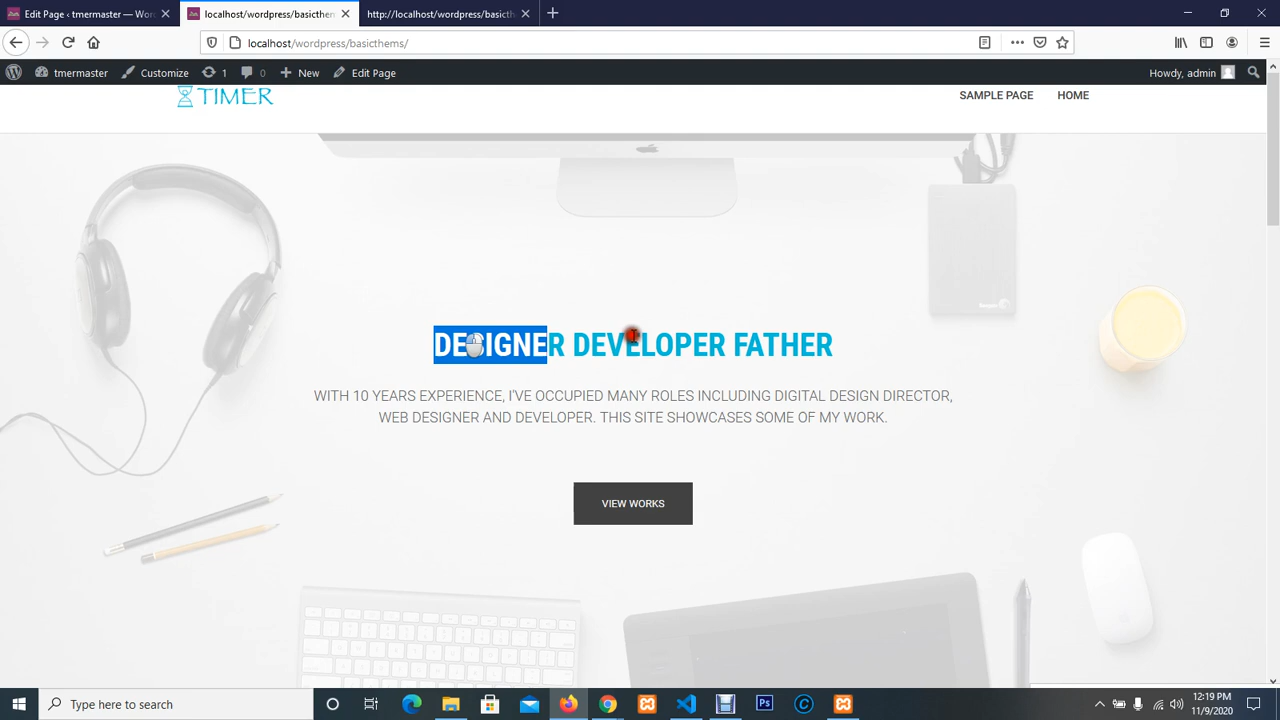 Edit Page ‹ tmermaster — Wor
localhost/wordpress/basicthem
http://localhost/wordpress/basicth
localhost/wordpress/basicthems/
tmermaster
Customize
1
0
New
Edit Page
Howdy, admin
TIMER
SAMPLE PAGE
HOME
DESIGNER DEVELOPER FATHER
WITH 10 YEARS EXPERIENCE, I'VE OCCUPIED MANY ROLES INCLUDING DIGITAL DESIGN DIRECTOR,
WEB DESIGNER AND DEVELOPER. THIS SITE SHOWCASES SOME OF MY WORK.
VIEW WORKS
Type here to search
12:19 PM
11/9/2020